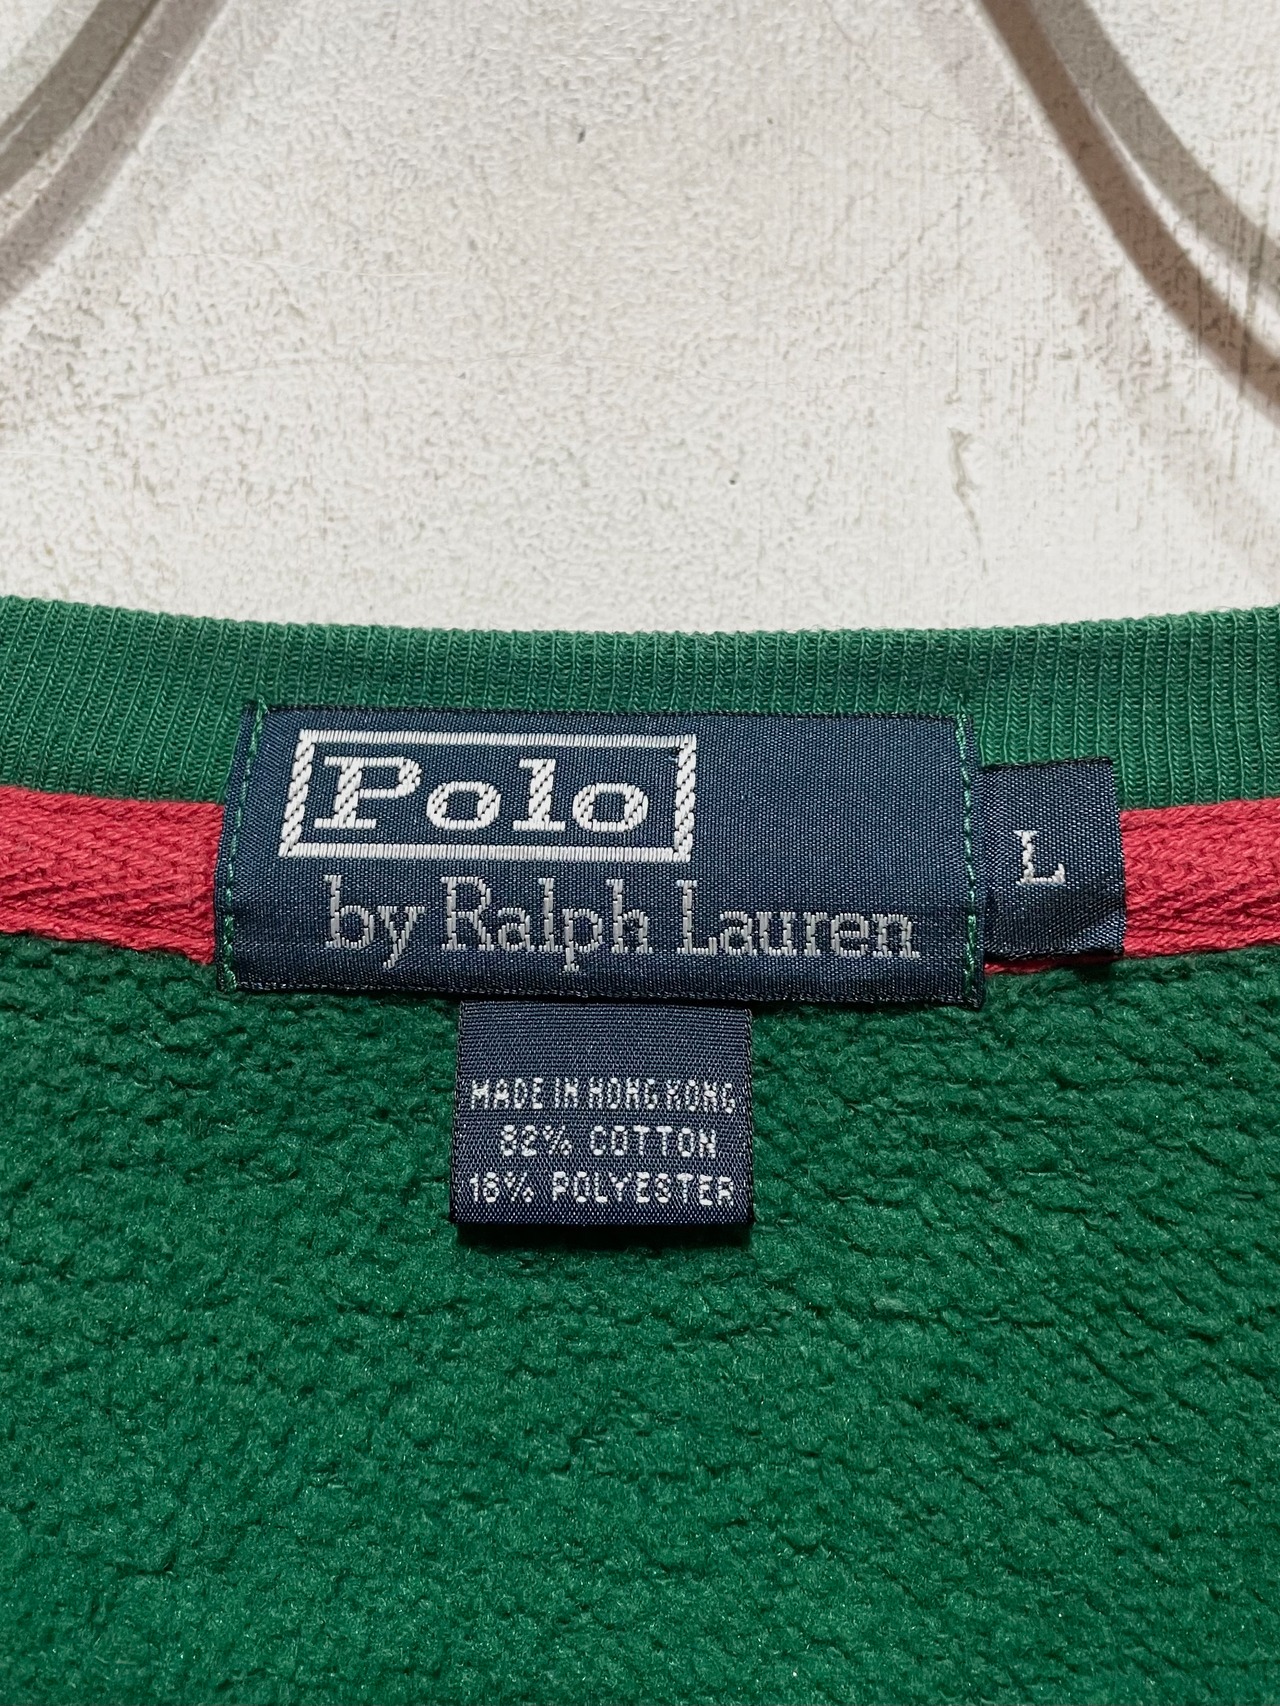 Polo
by Ralph Lauren
L
MADE IN HONG KONG
82% COTTON
18% POLYESTER